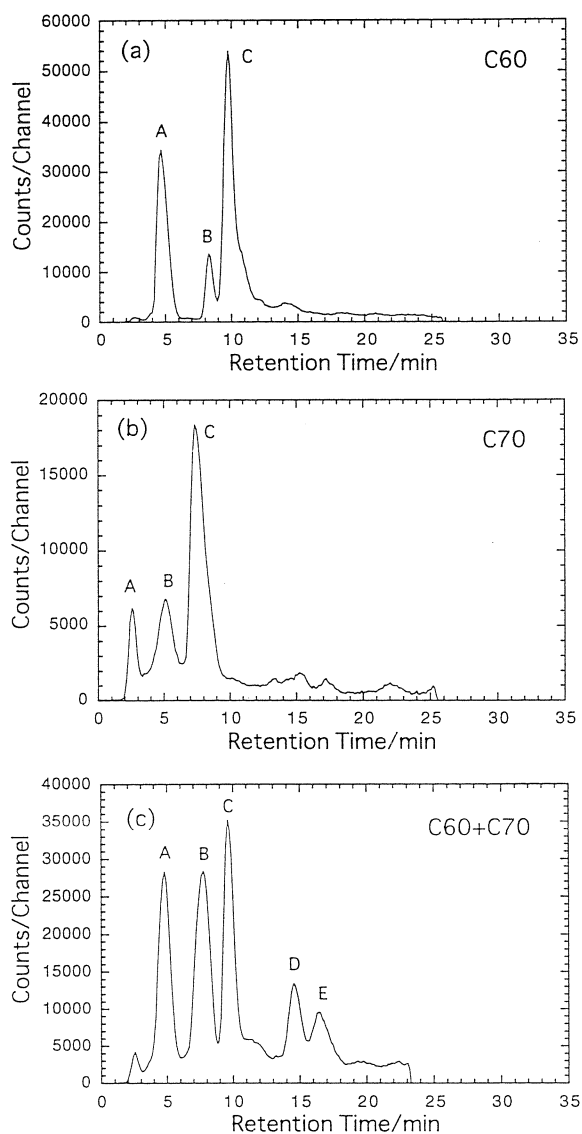 60000
(a)
C
C60
50000
40000
A
30000
20000
B
10000
0
0 5 10 15 20 25 30 35
Retention Time/min
Counts/Channel
20000
(b)
C
C70
15000
10000
A
B
5000
0
0 5 10 15 20 25 30 35
Retention Time/min
Counts/Channel
40000
(c)
C
C60+C70
35000
A
B
30000
25000
20000
15000
D
E
10000
5000
0
0 5 10 15 20 25 30 35
Retention Time/min
Counts/Channel